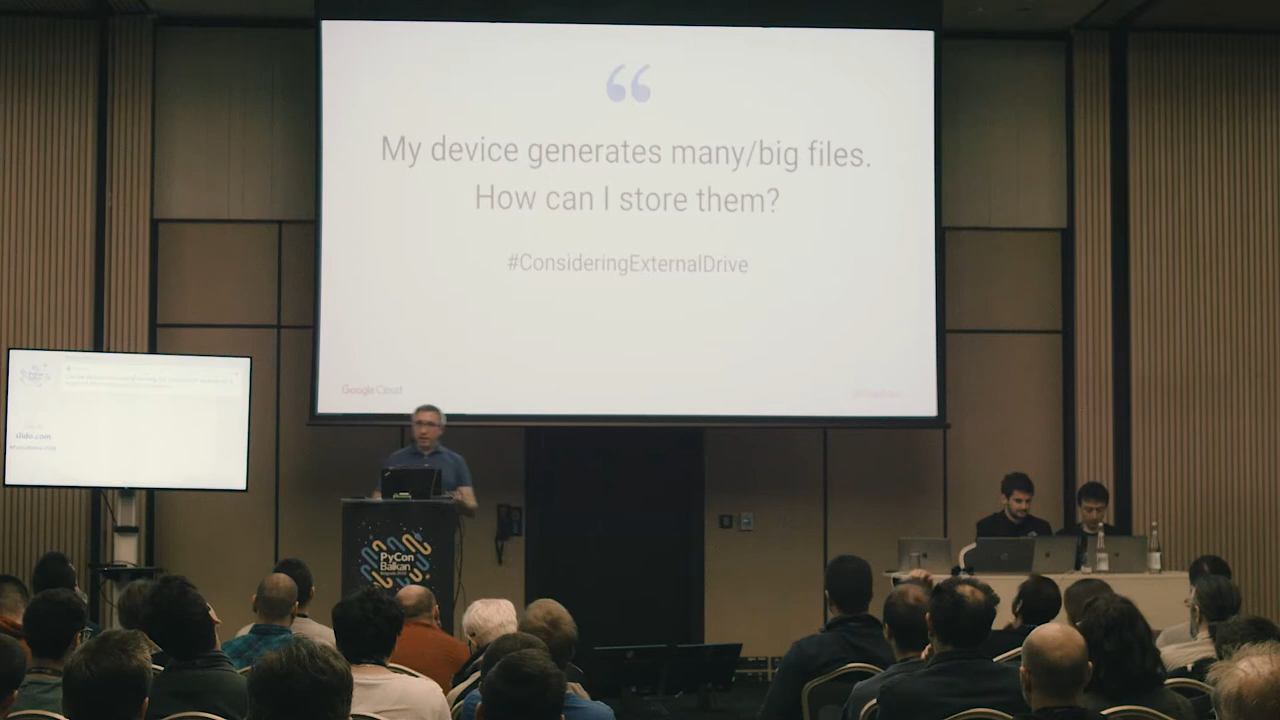 My device generates many/big files.
How can I store them?
#ConsideringExternalDrive
Google Cloud
slido.com
PyCon
Balkan